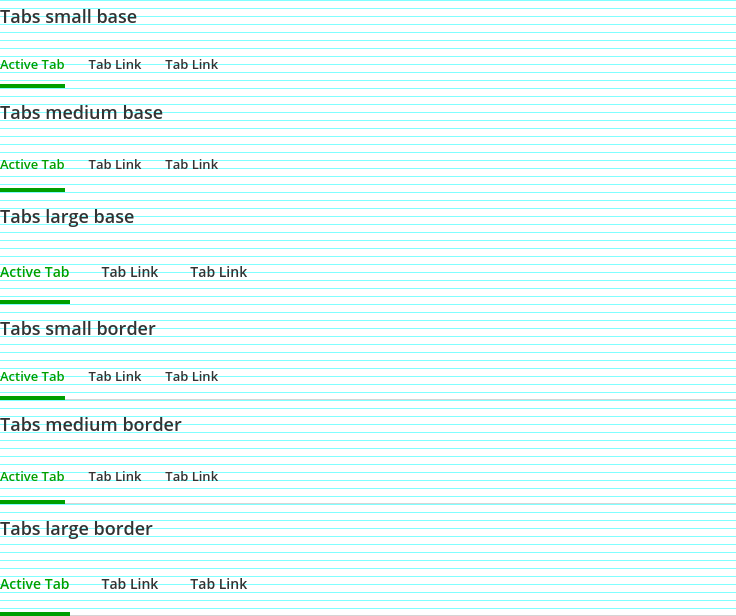 Tabs small base
Active Tab Tab Link Tab Link
Tabs medium base
Active Tab Tab Link Tab Link
Tabs large base
Active Tab Tab Link Tab Link
Tabs small border
Active Tab Tab Link Tab Link
Tabs medium border
Active Tab Tab Link Tab Link
Tabs large border
Active Tab Tab Link Tab Link